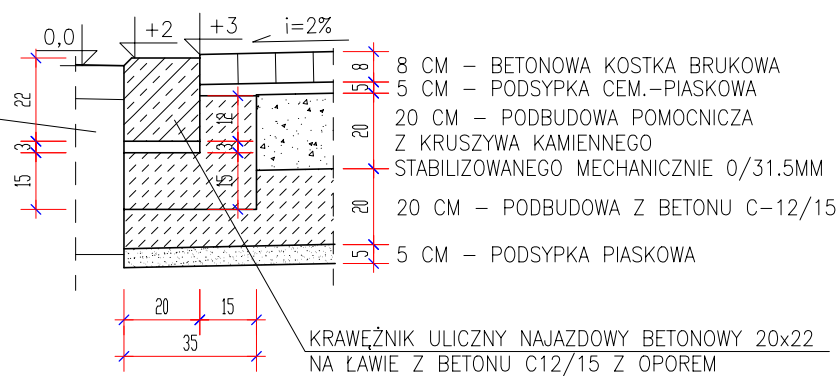 0,0 +2 +3 i=2%
8 8 CM – BETONOWA KOSTKA BRUKOWA
5 5 CM – PODSYPKA CEM.–PIASKOWA
22 12 20 20 CM – PODBUDOWA POMOCNICZA
Z KRUSZYWA KAMIENNEGO
3 3 STABILIZOWANEGO MECHANICZNIE 0/31.5MM
15 15 20 20 CM – PODBUDOWA Z BETONU C–12/15
5 5 CM – PODSYPKA PIASKOWA
20 15
35
KRAWĘŻNIK ULICZNY NAJAZDOWY BETONOWY 20x22
NA ŁAWIE Z BETONU C12/15 Z OPOREM